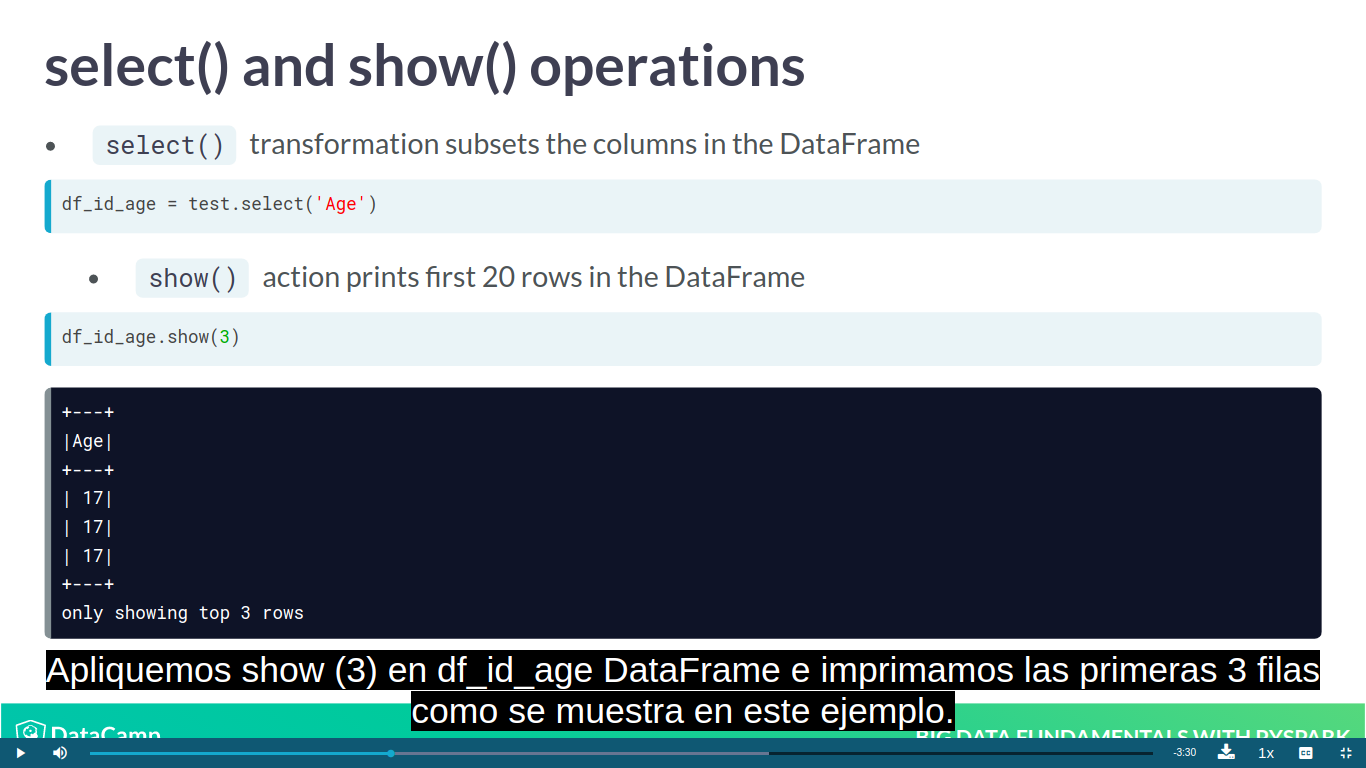 select() and show() operations
• select() transformation subsets the columns in the DataFrame
df_id_age = test.select('Age')
• show() action prints first 20 rows in the DataFrame
df_id_age.show(3)
+---+
|Age|
+---+
| 17|
| 17|
| 17|
+---+
only showing top 3 rows
Apliquemos show (3) en df_id_age DataFrame e imprimamos las primeras 3 filas
como se muestra en este ejemplo.
DataCamp
BIG DATA FUNDAMENTALS WITH PYSPARK
-3:30
1x
CC